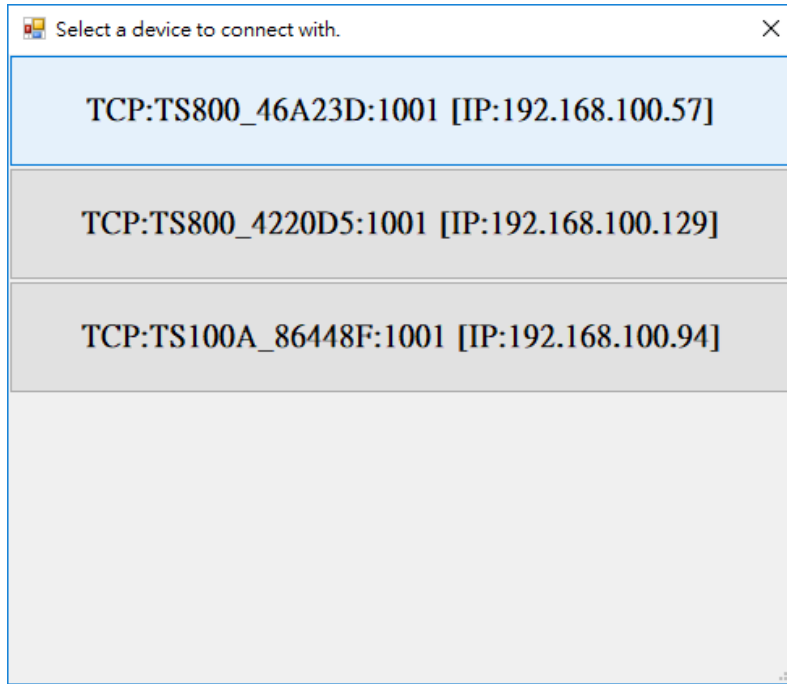 Select a device to connect with.
TCP:TS800_46A23D:1001 [IP:192.168.100.57]
TCP:TS800_4220D5:1001 [IP:192.168.100.129]
TCP:TS100A_86448F:1001 [IP:192.168.100.94]